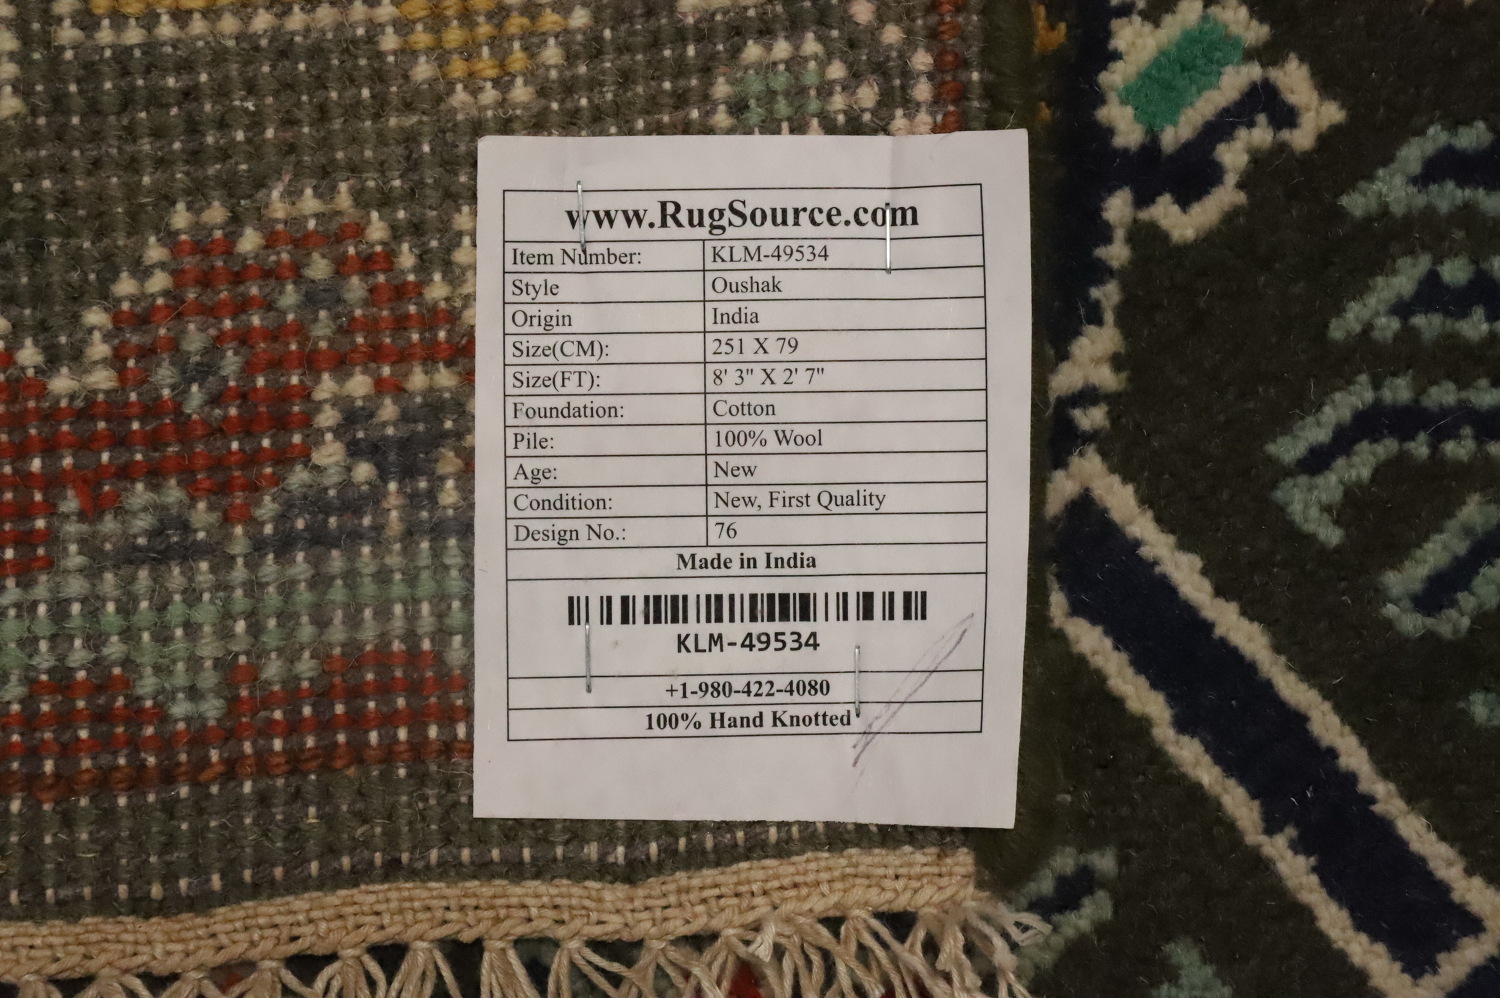 www.RugSource.com
Item Number: KLM-49534
Style Oushak
Origin India
Size(CM): 251 X 79
Size(FT): 8' 3" X 2' 7"
Foundation: Cotton
Pile: 100% Wool
Age: New
Condition: New, First Quality
Design No.: 76
Made in India
KLM-49534
+1-980-422-4080
100% Hand Knotted